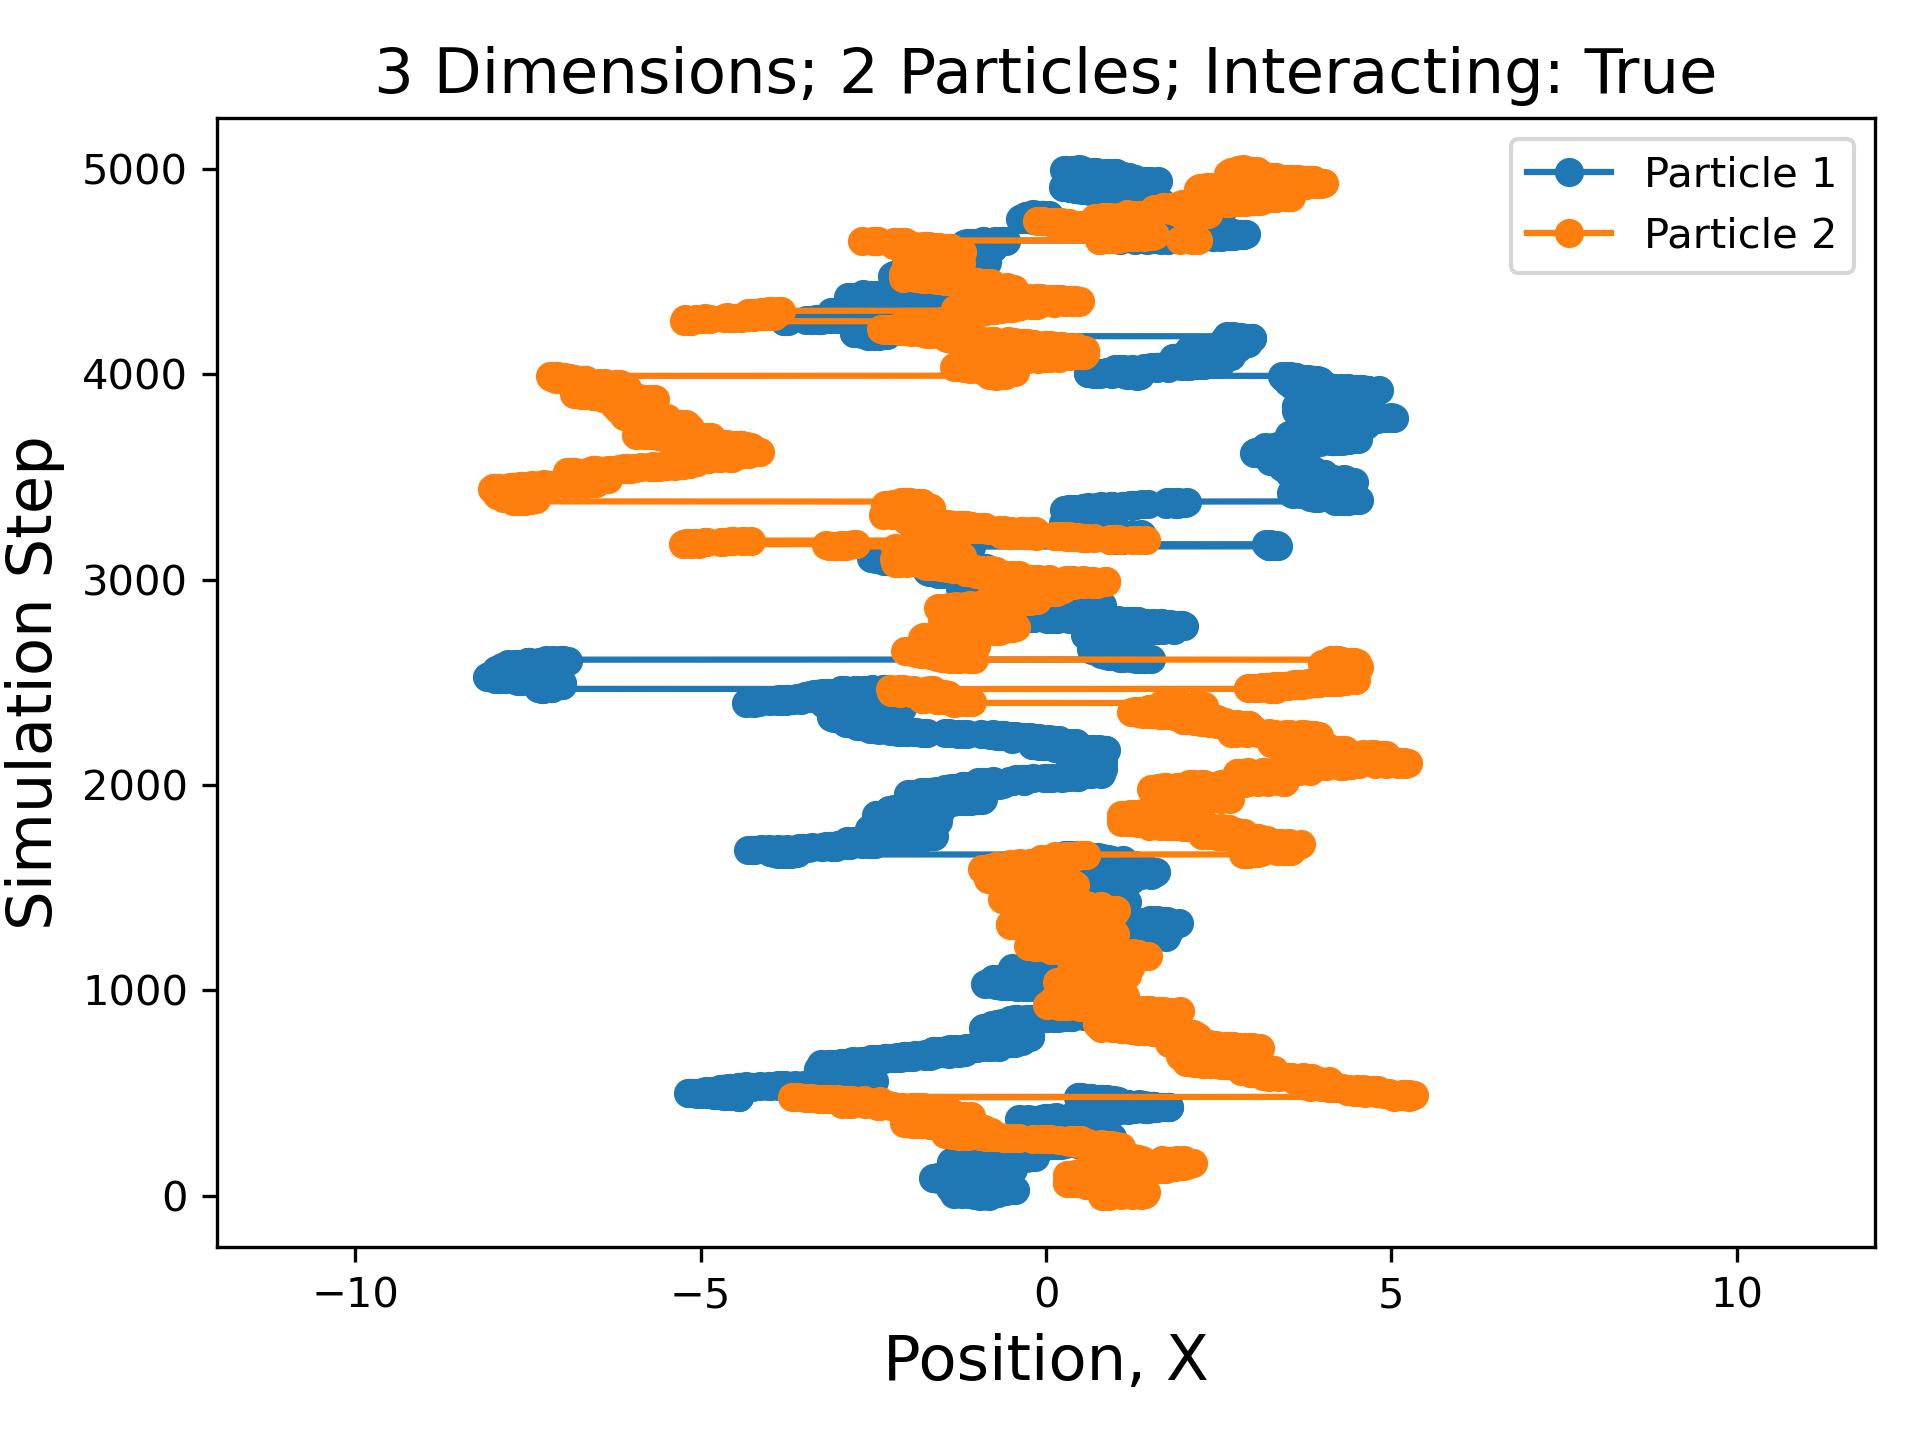 3 Dimensions; 2 Particles; Interacting: True
Particle 1
Particle 2
Simulation Step
5000
4000
3000
2000
1000
0
−10
−5
0
5
10
Position, X